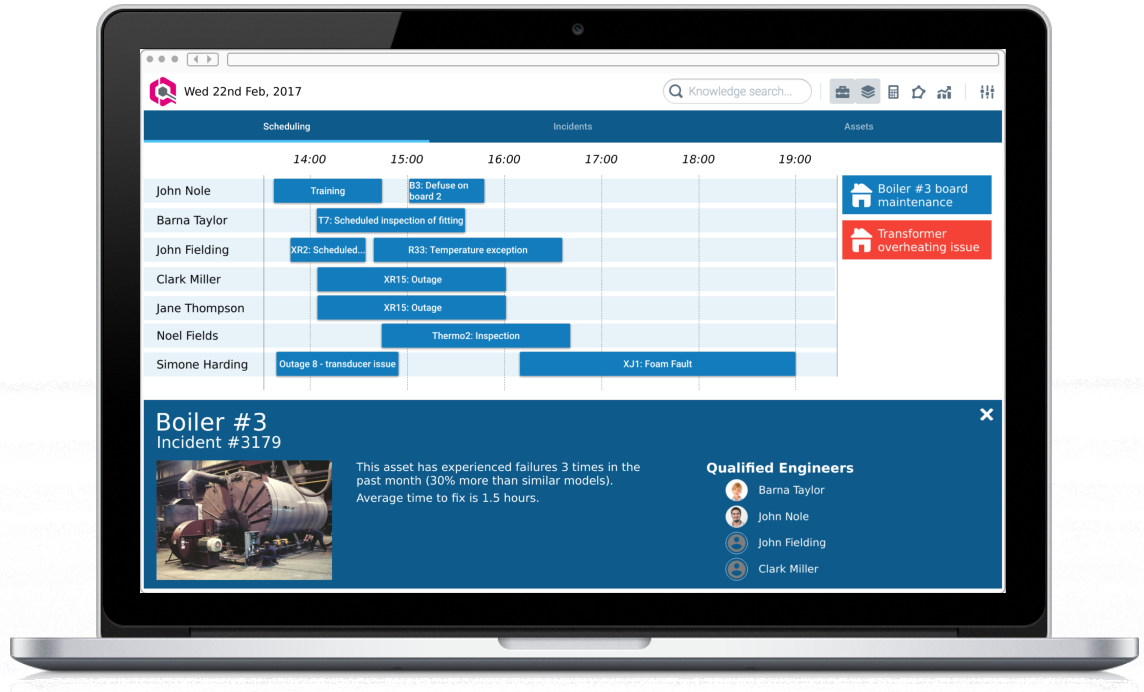 Wed 22nd Feb, 2017
Knowledge search...
Scheduling
Incidents
Assets
14:00
15:00
16:00
17:00
18:00
19:00
John Nole
Training
B3: Defuse on
board 2
Barna Taylor
T7: Scheduled inspection of fitting
John Fielding
XR2: Scheduled...
R33: Temperature exception
Clark Miller
XR15: Outage
Jane Thompson
XR15: Outage
Noel Fields
Thermo2: Inspection
Simone Harding
Outage 8 - transducer issue
XJ1: Foam Fault
Boiler #3 board
maintenance
Transformer
overheating issue
Boiler #3
Incident #3179
This asset has experienced failures 3 times in the
past month (30% more than similar models).
Average time to fix is 1.5 hours.
Qualified Engineers
Barna Taylor
John Nole
John Fielding
Clark Miller